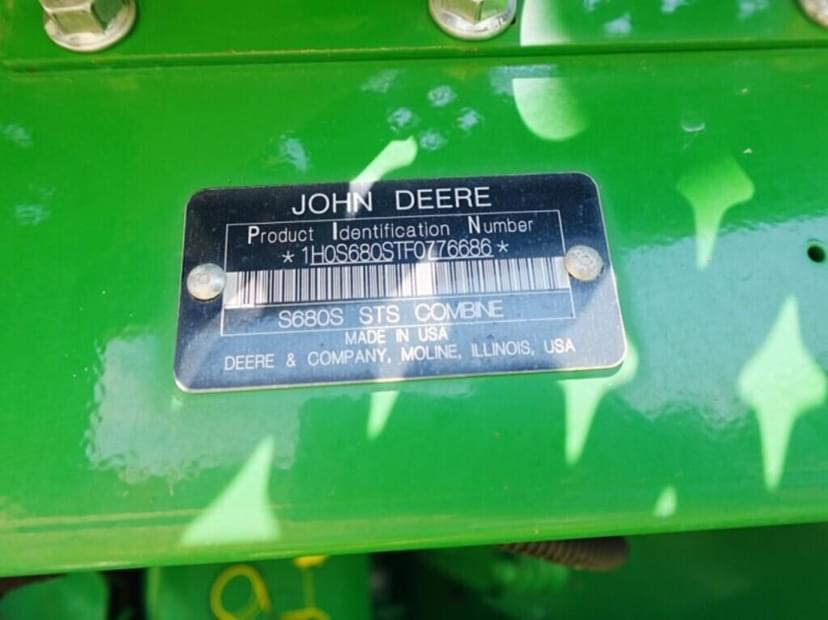 JOHN DEERE
Product Identification Number
*1H0S680STF0776686*
S680S STS COMBINE
MADE IN USA
DEERE & COMPANY, MOLINE, ILLINOIS, USA